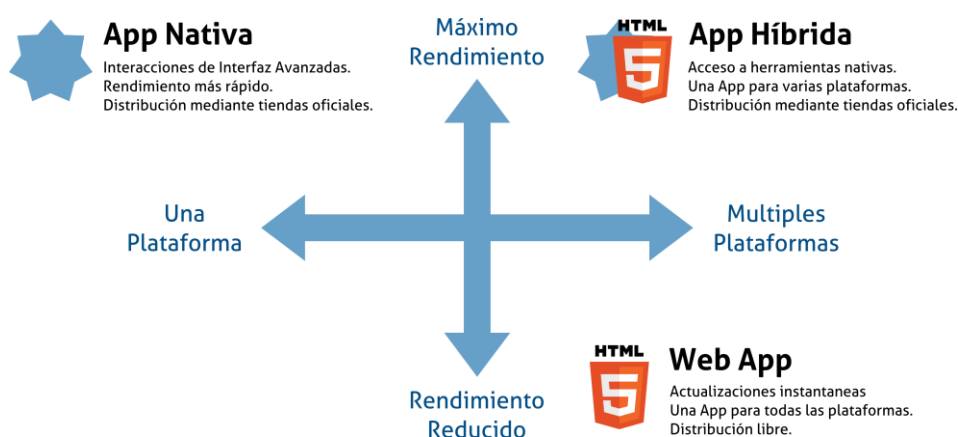 App Nativa
Interacciones de Interfaz Avanzadas.
Rendimiento más rápido.
Distribución mediante tiendas oficiales.
Máximo
Rendimiento
HTML
5
App Híbrida
Acceso a herramientas nativas.
Una App para varias plataformas.
Distribución mediante tiendas oficiales.
Una
Plataforma
Multiples
Plataformas
Rendimiento
Reducido
HTML
5
Web App
Actualizaciones instantaneas
Una App para todas las plataformas.
Distribución libre.